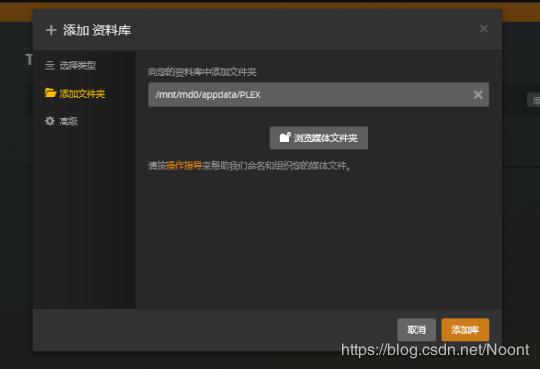 添加 资料库
选择类型
添加文件夹
高级
向您的资料库中添加文件夹
/mnt/md0/appdata/PLEX
浏览媒体文件夹
请按操作指导来帮助我们命名和组织您的媒体文件。
取消
添加库
https://blog.csdn.net/Noont